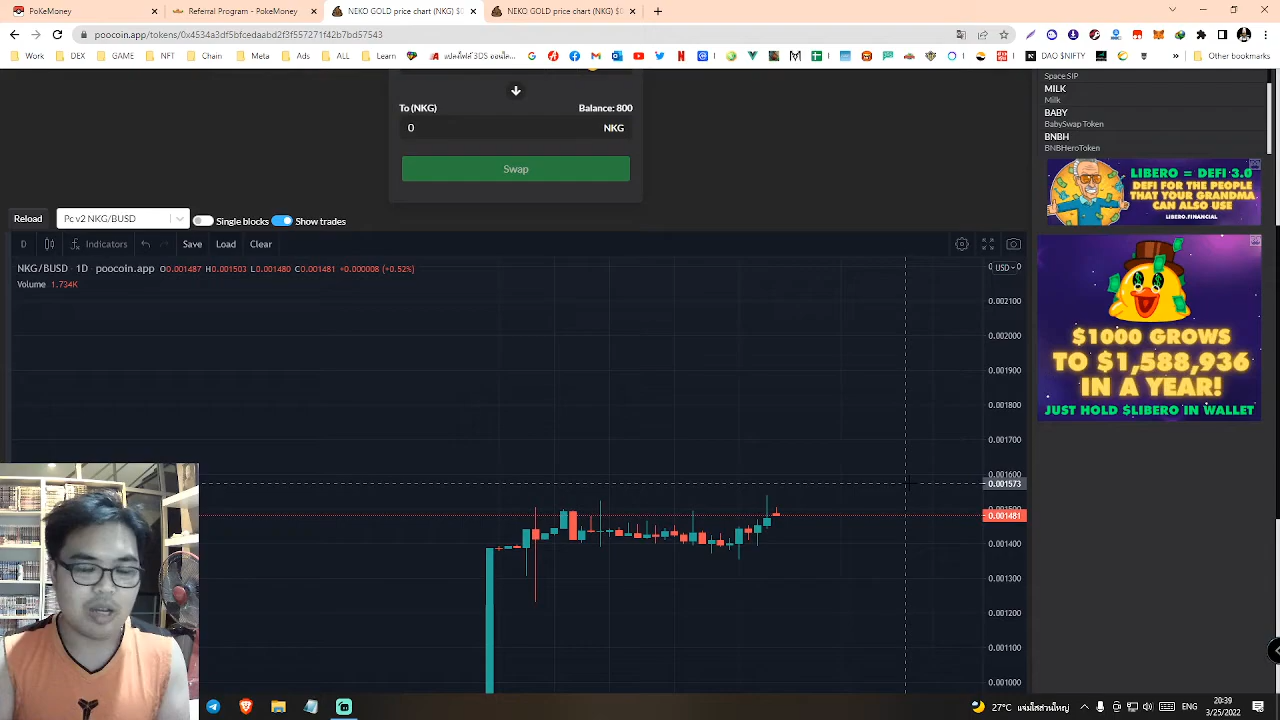 PokeMoney
Referral Program - PokeMoney
NEKO GOLD price chart (NKG) $
NEKO GOLD price chart (NKG) $
poocoin.app/tokens/0x4534a3df5bfcedaabd2f3f557271f42b7bd57543
Road
DEX
GAME
NFT
Chain
Meta
Ads
ALL
DAO $NIFTY
To (NKG)
Balance: 800
0
NKG
Swap
Space SIP
MILK
Milk
BABY
BabySwap Token
BNBH
BNBHeroToken
LIBERO = DEFI 3.0
DEFI FOR THE PEOPLE
THAT YOUR GRANDMA
CAN ALSO USE
LIBERO.FINANCIAL
Reload
Pc v2 NKG/BUSD
Single blocks
Show trades
D
Indicators
Save
Load
Clear
NKG/BUSD · 1D poocoin.app O0.001487 H0.001503 L0.001480 C0.001481 +0.000008 (+0.52%)
Volume 1.734K
USD
0.002100
0.002000
0.001900
0.001800
0.001700
0.001600
0.001573
0.001481
0.001400
0.001300
0.001200
0.001100
0.001000
$1000 GROWS
TO $1,588,936
IN A YEAR!
JUST HOLD $LIBERO IN WALLET
27°C
ENG
20:39
3/25/2022